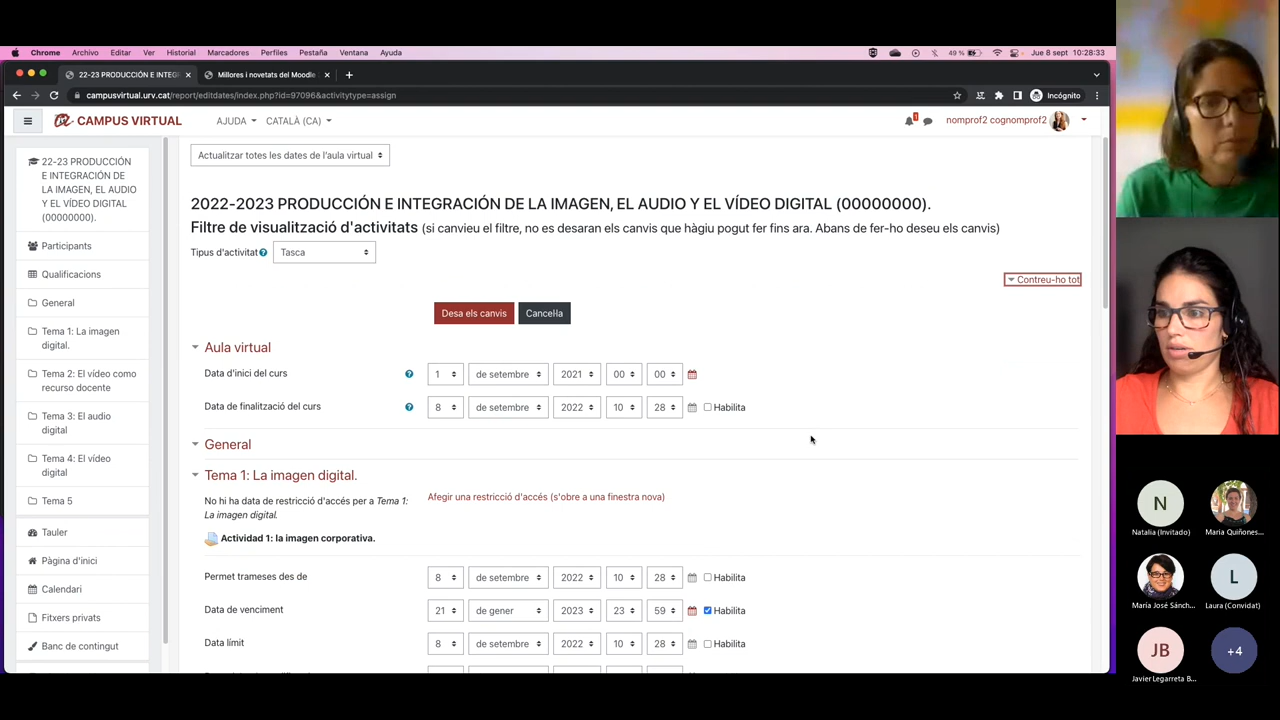 Chrome Archivo Editar Ver Historial Marcadores Perfiles Pestaña Ventana Ayuda 49 % Jue 8 sept 10:28:33
22-23 PRODUCCIÓN E INTEG Millores i novetats del Moodle
campusvirtual.urv.cat/report/editdates/index.php?id=97096&activitytype=assign Incógnito
CAMPUS VIRTUAL AJUDA CATALÀ (CA) 1 nomprof2 cognomprof2
22-23 PRODUCCIÓN
E INTEGRACIÓN DE
LA IMAGEN, EL AUDIO
Y EL VÍDEO DIGITAL
(00000000).
Participants
Qualificacions
General
Tema 1: La imagen
digital.
Tema 2: El vídeo como
recurso docente
Tema 3: El audio
digital
Tema 4: El vídeo
digital
Tema 5
Tauler
Pàgina d'inici
Calendari
Fitxers privats
Banc de contingut
Actualitzar totes les dates de l'aula virtual
2022-2023 PRODUCCIÓN E INTEGRACIÓN DE LA IMAGEN, EL AUDIO Y EL VÍDEO DIGITAL (00000000).
Filtre de visualització d'activitats (si canvieu el filtre, no es desaran els canvis que hàgiu pogut fer fins ara. Abans de fer-ho deseu els canvis)
Tipus d'activitat Tasca
Contreu-ho tot
Desa els canvis Cancel·la
Aula virtual
Data d'inici del curs 1 de setembre 2021 00 00
Data de finalització del curs 8 de setembre 2022 10 28 Habilita
General
Tema 1: La imagen digital.
No hi ha data de restricció d'accés per a Tema 1: Afegir una restricció d'accés (s'obre a una finestra nova)
La imagen digital.
Actividad 1: la imagen corporativa.
Permet trameses des de 8 de setembre 2022 10 28 Habilita
Data de venciment 21 de gener 2023 23 59 Habilita
Data límit 8 de setembre 2022 10 28 Habilita
N
Natalia (Invitado) Maria Quiñones...
L
María José Sánch... Laura (Convidat)
JB +4
Javier Legarreta B...